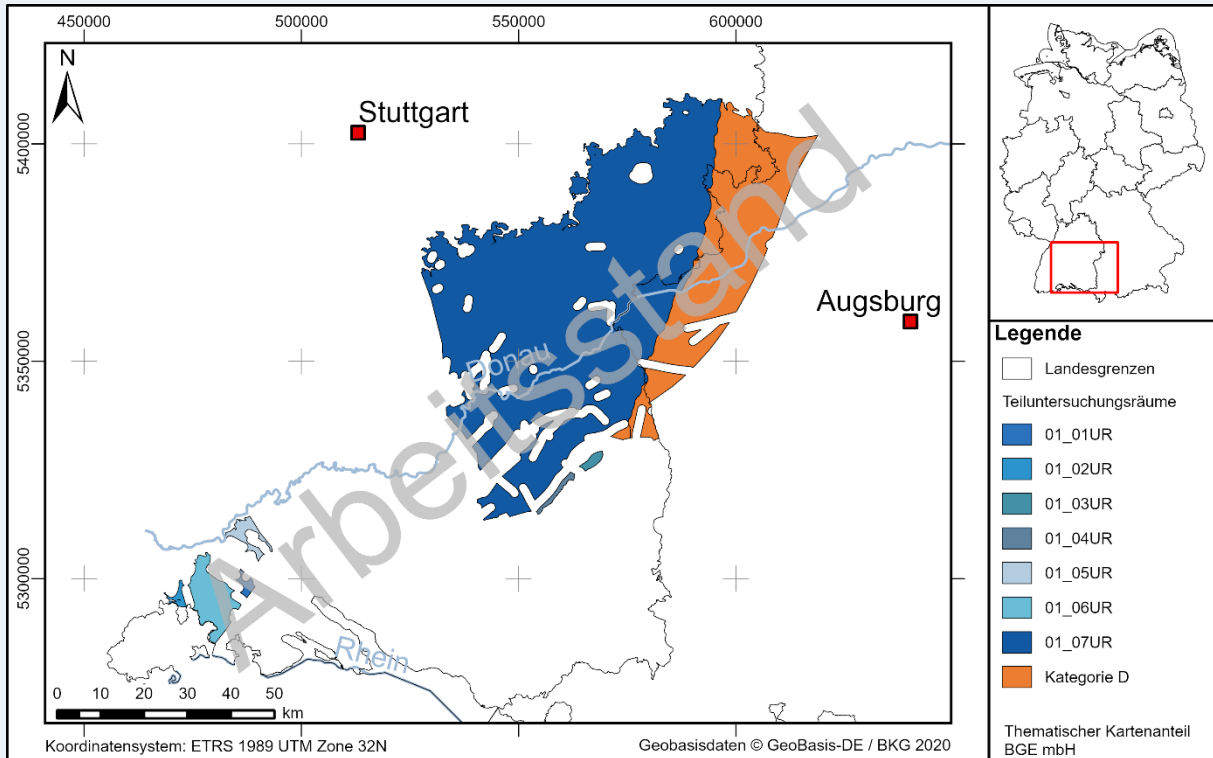 450000 500000 550000 600000
N
Stuttgart
5400000
Augsburg
5350000
Donau
Arbeitsstand
5300000
Rhein
0 10 20 30 40 50
km
Koordinatensystem: ETRS 1989 UTM Zone 32N
Geobasisdaten © GeoBasis-DE / BKG 2020
Legende
Landesgrenzen
Teiluntersuchungsräume
01_01UR
01_02UR
01_03UR
01_04UR
01_05UR
01_06UR
01_07UR
Kategorie D
Thematischer Kartenanteil
BGE mbH